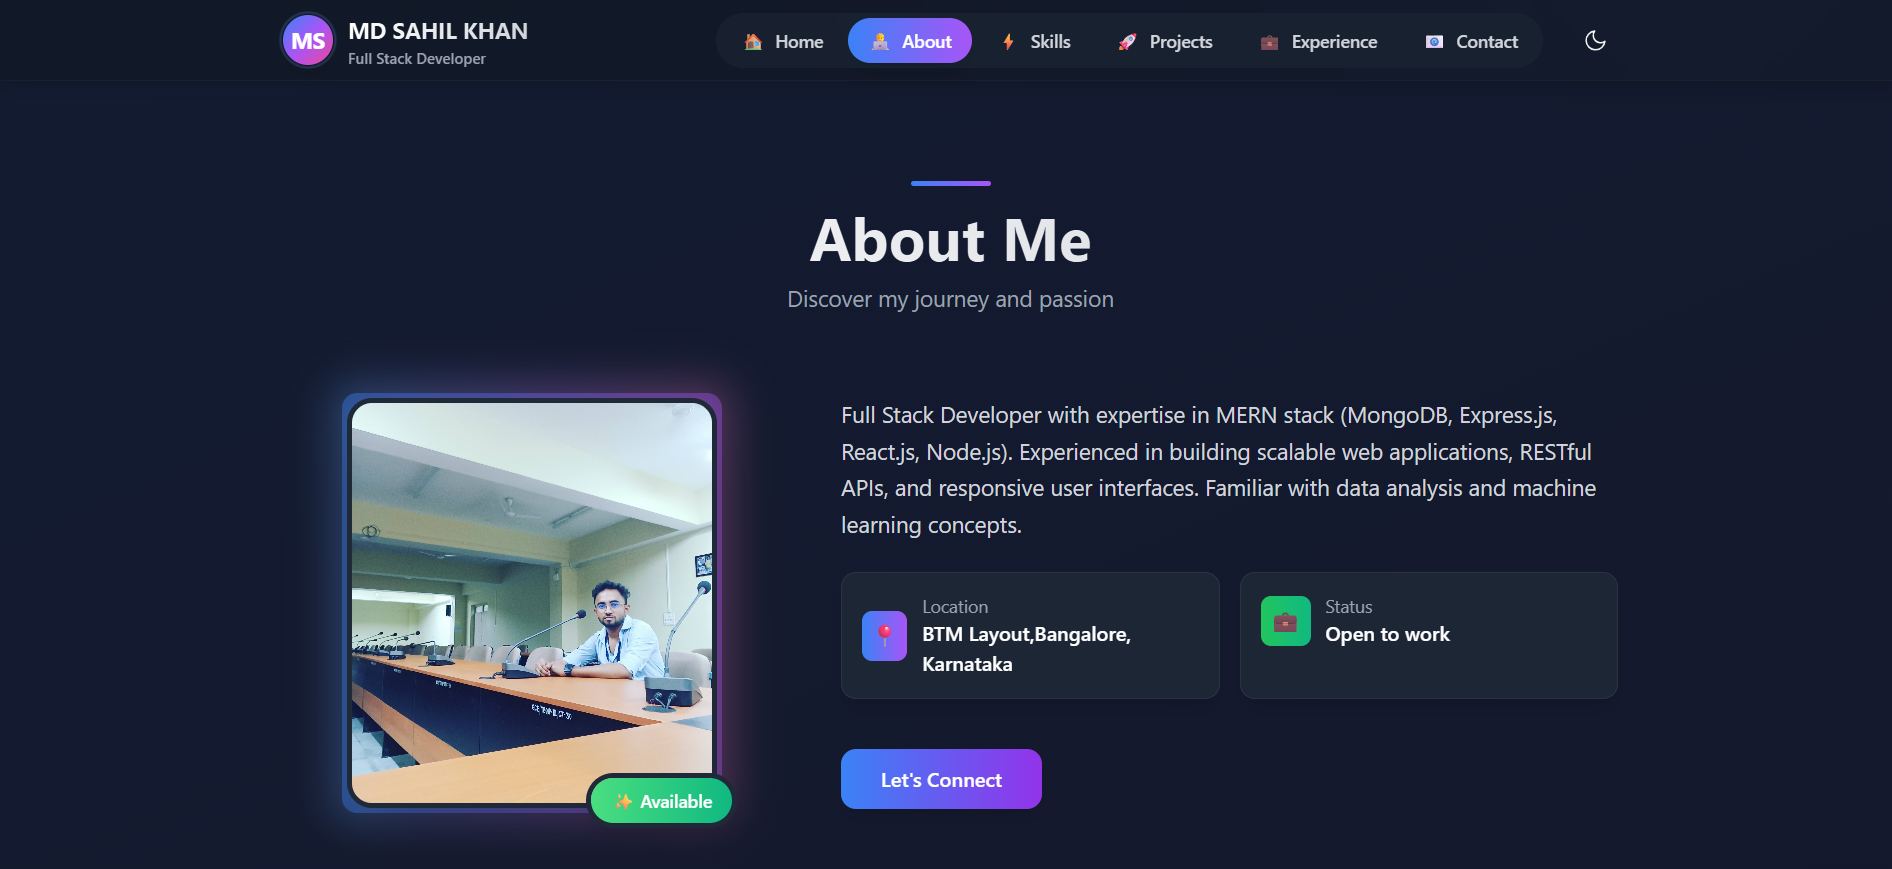 MS
MD SAHIL KHAN
Full Stack Developer
Home
About
Skills
Projects
Experience
Contact
About Me
Discover my journey and passion
Full Stack Developer with expertise in MERN stack (MongoDB, Express.js,
React.js, Node.js). Experienced in building scalable web applications, RESTful
APIs, and responsive user interfaces. Familiar with data analysis and machine
learning concepts.
Location
BTM Layout,Bangalore,
Karnataka
Status
Open to work
✨ Available
Let's Connect